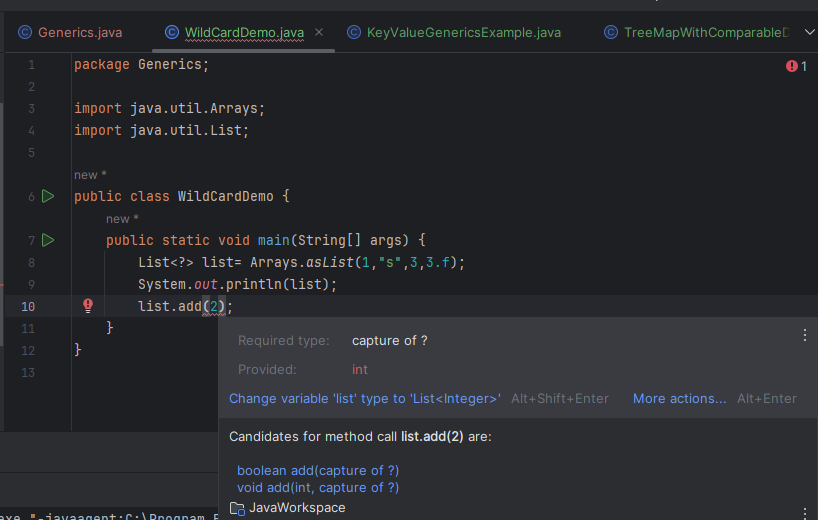 Generics.java WildCardDemo.java KeyValueGenericsExample.java TreeMapWithComparableD
1 package Generics; 1
2
3 import java.util.Arrays;
4 import java.util.List;
5
new *
6 public class WildCardDemo {
new *
7 public static void main(String[] args) {
8 List<?> list= Arrays.asList(1,"s",3,3.f);
9 System.out.println(list);
10 list.add(2);
11 }
12 }
13
Required type: capture of ?
Provided: int
Change variable 'list' type to 'List<Integer>' Alt+Shift+Enter More actions... Alt+Enter
Candidates for method call list.add(2) are:
boolean add(capture of ?)
void add(int, capture of ?)
JavaWorkspace
exe "-javaagent:C:\Program